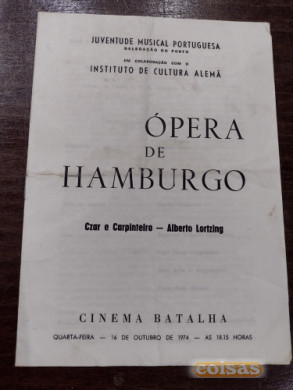 JUVENTUDE MUSICAL PORTUGUESA
DELEGAÇÃO DO PORTO
EM COLABORAÇÃO COM O
INSTITUTO DE CULTURA ALEMÃ
ÓPERA
DE
HAMBURGO
Czar e Carpinteiro — Alberto Lortzing
CINEMA BATALHA
QUARTA-FEIRA — 16 DE OUTUBRO DE 1974 — AS 18.15 HORAS
coisas